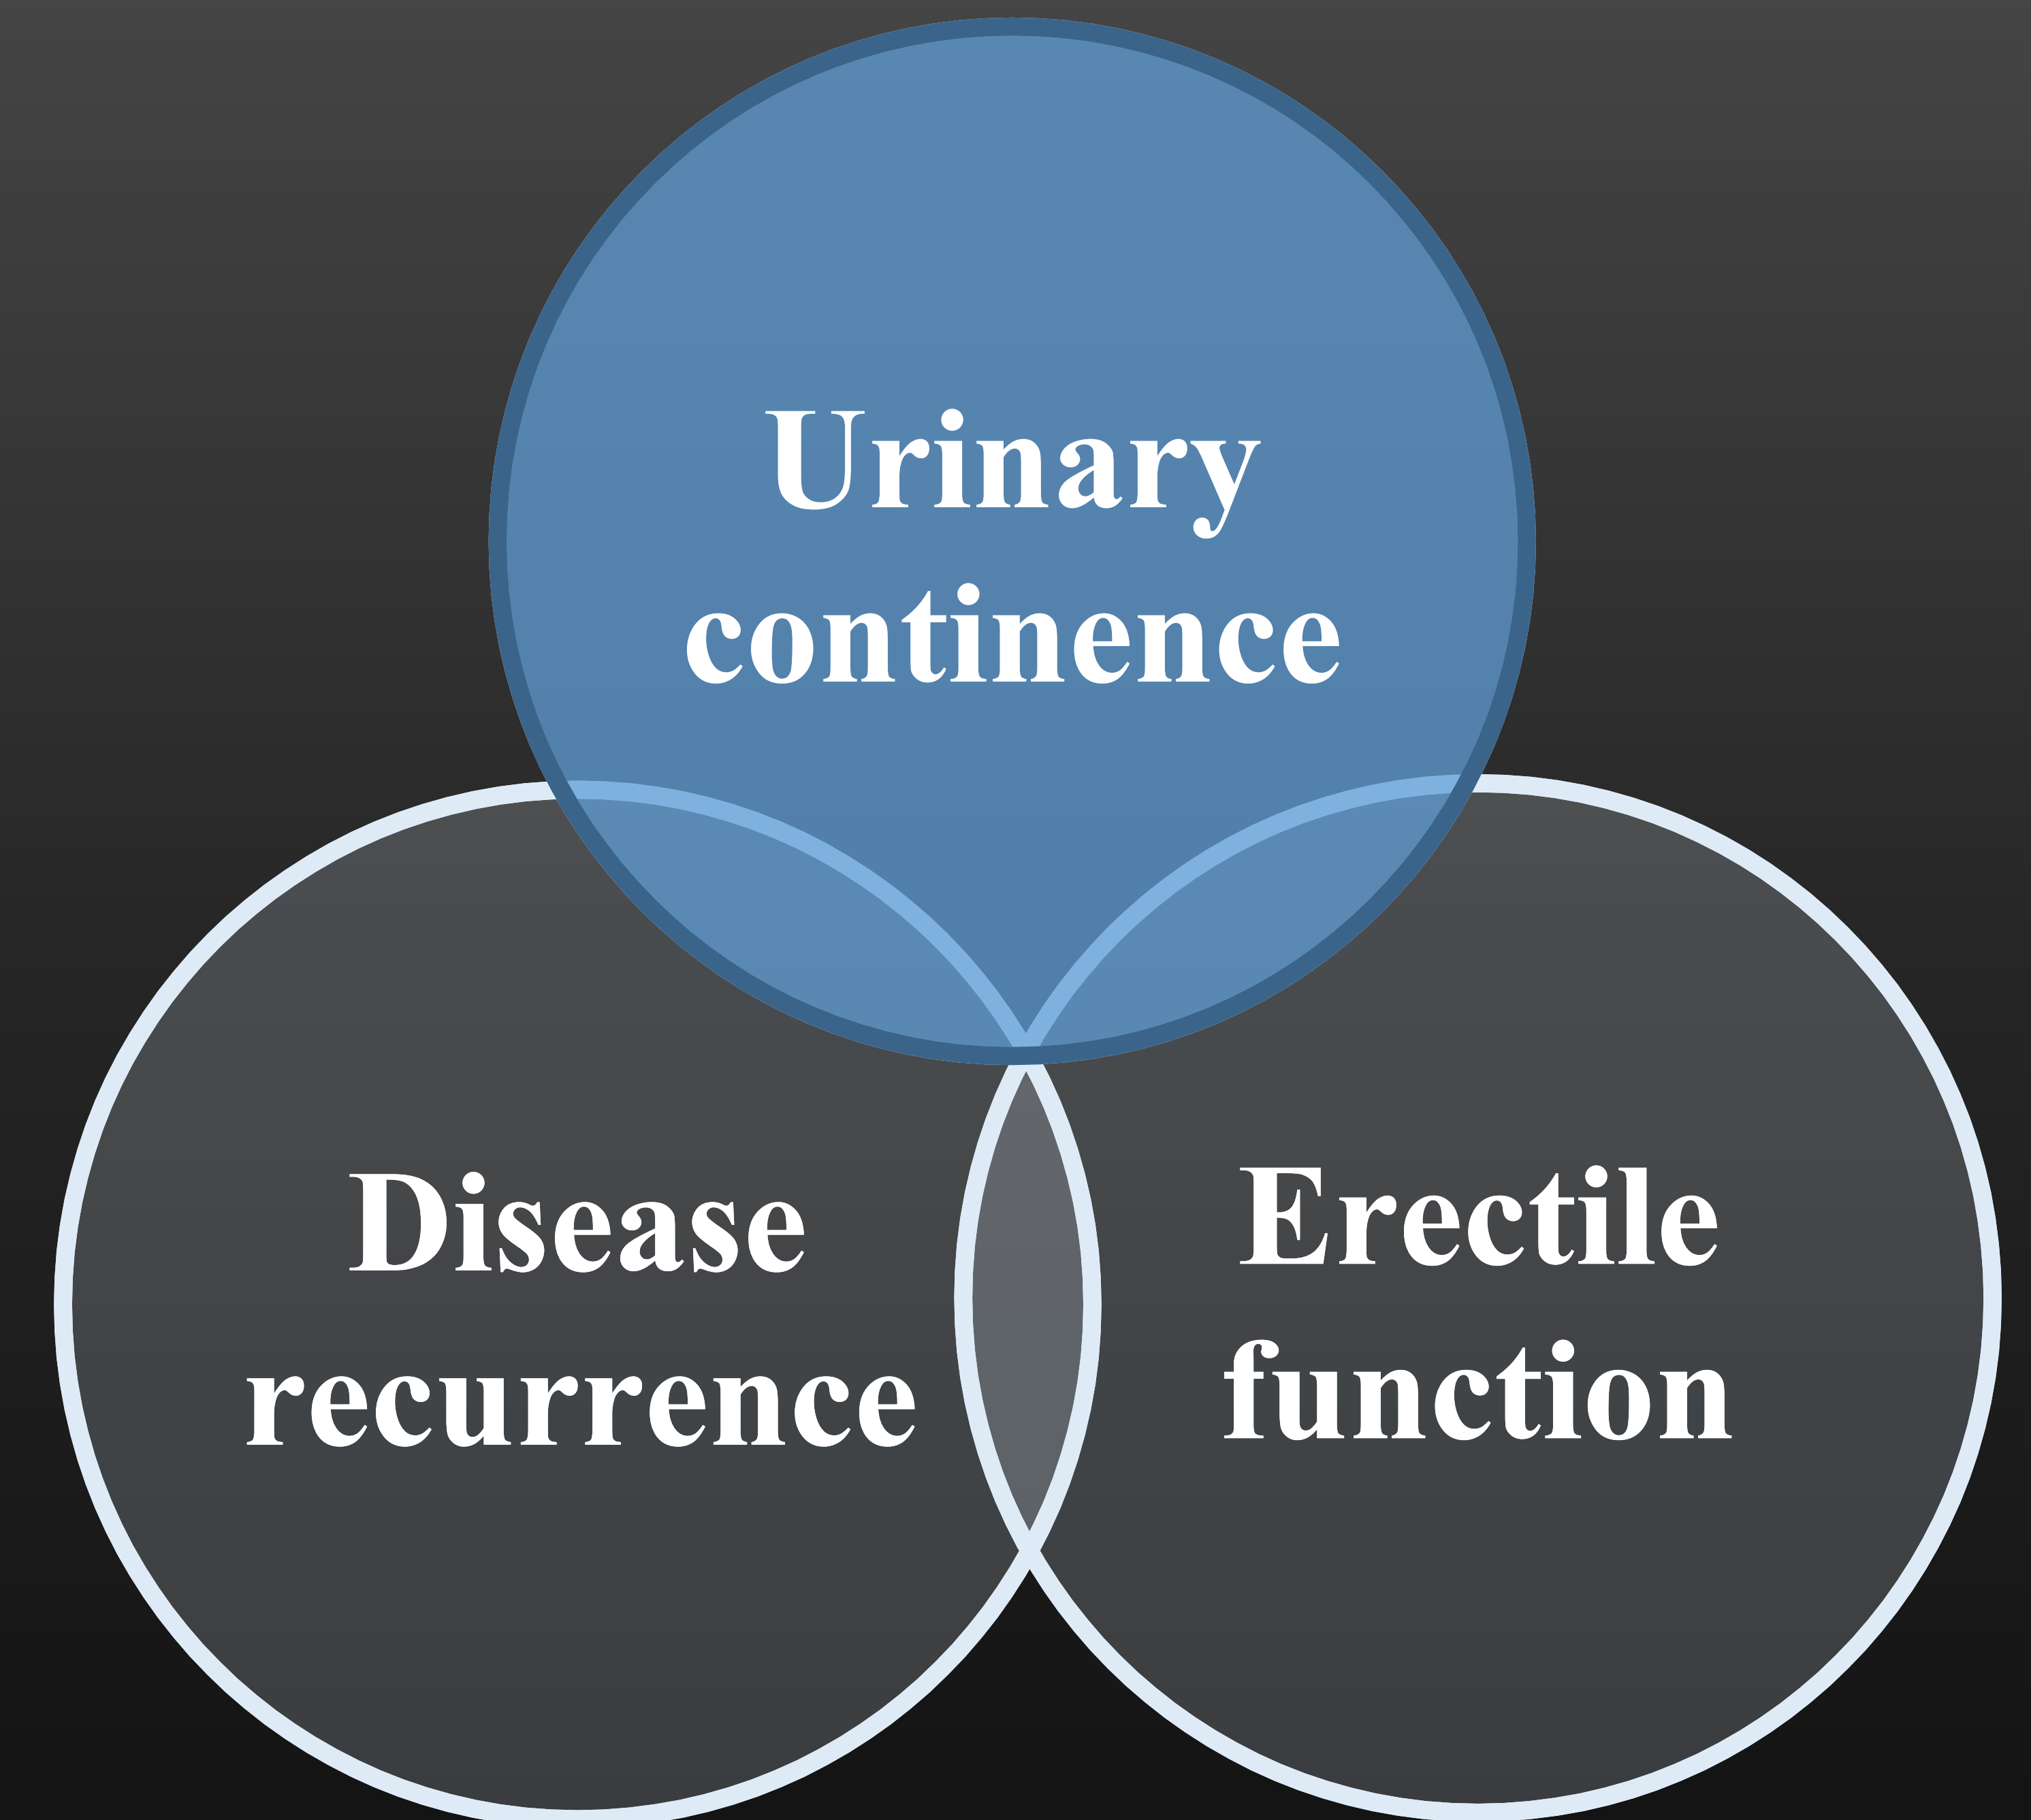 Urinary
continence
Disease
recurrence
Erectile
function